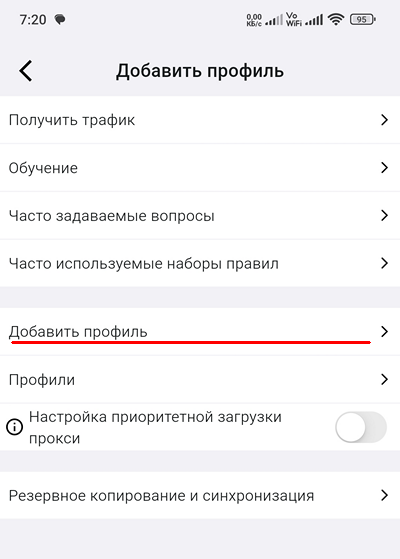 7:20 0,00 КБ/с Vo WiFi 95
Добавить профиль
Получить трафик
Обучение
Часто задаваемые вопросы
Часто используемые наборы правил
Добавить профиль
Профили
Настройка приоритетной загрузки
прокси
Резервное копирование и синхронизация